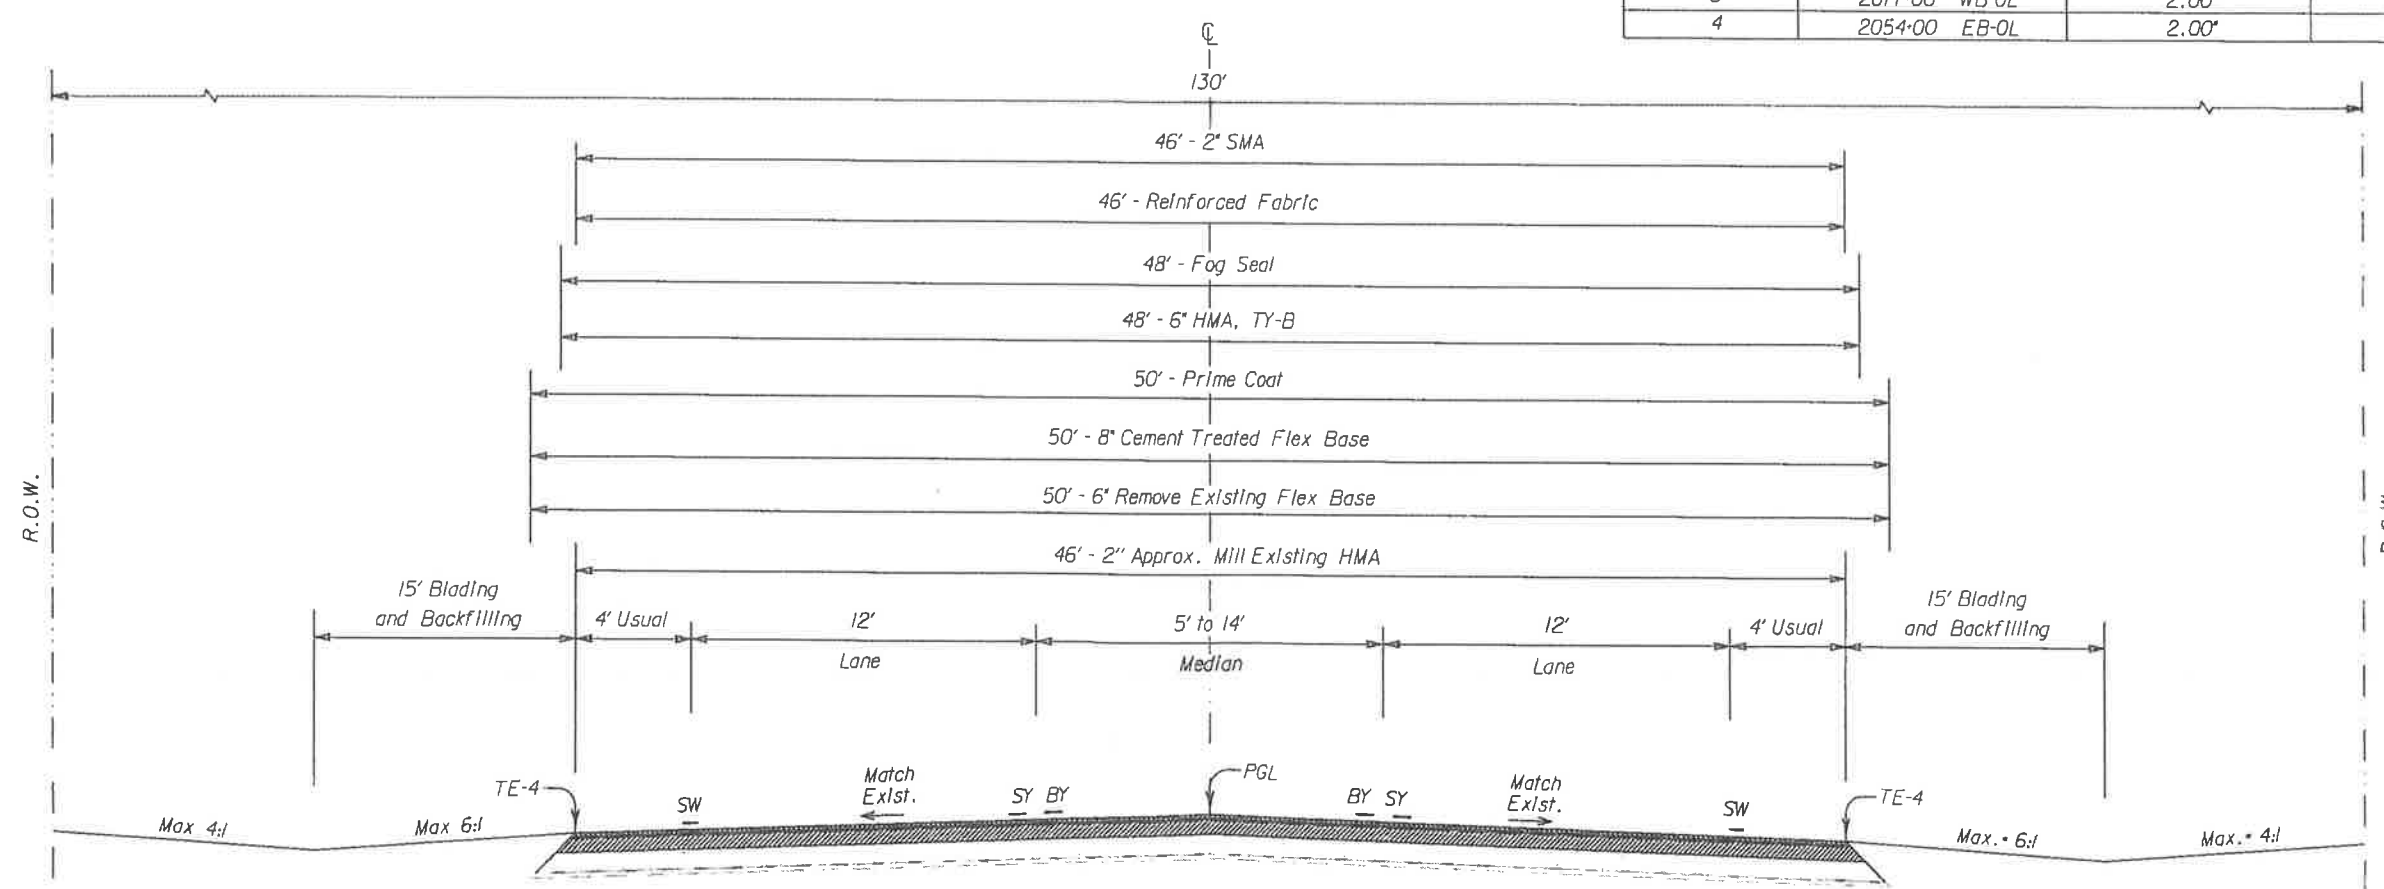 2.00
4 2054+00 EB-OL 2.00"
CL
130'
46' - 2" SMA
46' - Reinforced Fabric
48' - Fog Seal
48' - 6" HMA, TY-B
50' - Prime Coat
50' - 8" Cement Treated Flex Base
50' - 6" Remove Existing Flex Base
46' - 2'' Approx. Mill Existing HMA
R.O.W.
15' Blading
and Backfilling
4' Usual
12'
Lane
5' to 14'
Median
12'
Lane
4' Usual
15' Blading
and Backfilling
TE-4
SW
Match
Exist.
SY BY
PGL
BY SY
Match
Exist.
SW
TE-4
Max 4:1
Max 6:1
Max.= 6:1
Max.= 4:1